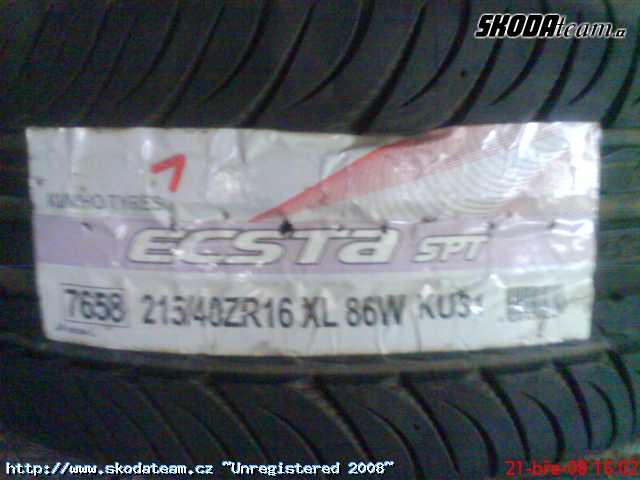 SKODAteam.cz
1
KUMHO TYRES
ECSTA SPT
7658 215/40ZR16 XL 86W KU31
http://www.skodateam.cz ~Unregistered 2008~
21-bře-08 16:02